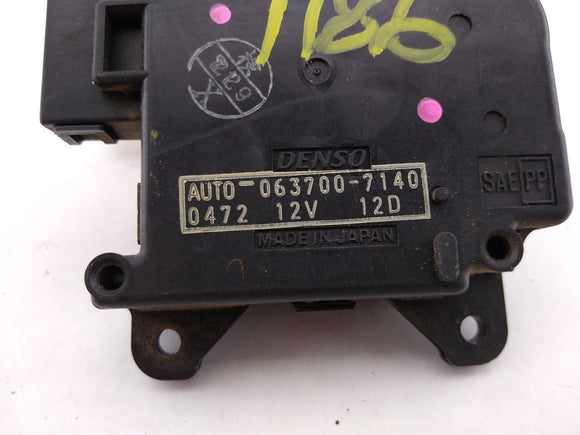 1186
DENSO
AUTO-063700-7140
0472 12V 12D
MADE IN JAPAN
SAE PP